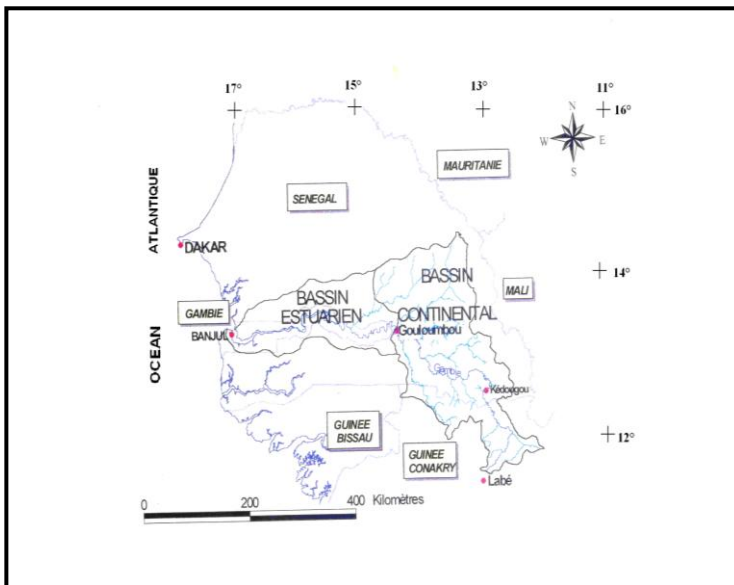 17°
15°
13°
11°
16°
N
W
E
S
MAURITANIE
SENEGAL
ATLANTIQUE
DAKAR
14°
BASSIN
BASSIN
ESTUARIEN
MALI
GAMBIE
CONTINENTAL
BANJUL
Gouloumbou
OCEAN
Gambie
Kédougou
12°
GUINEE
BISSAU
GUINEE
CONAKRY
Labé
0
200
400
Kilomètres